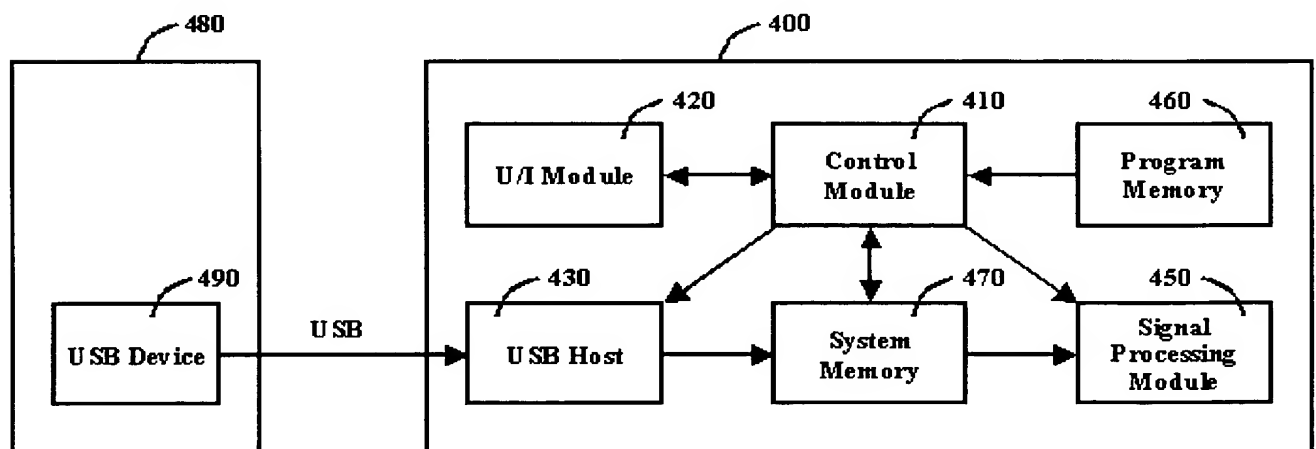 480
400
420
410
460
U/I Module
Control
Module
Program
Memory
490
430
470
450
USB
USB Device
USB Host
System
Memory
Signal
Processing
Module